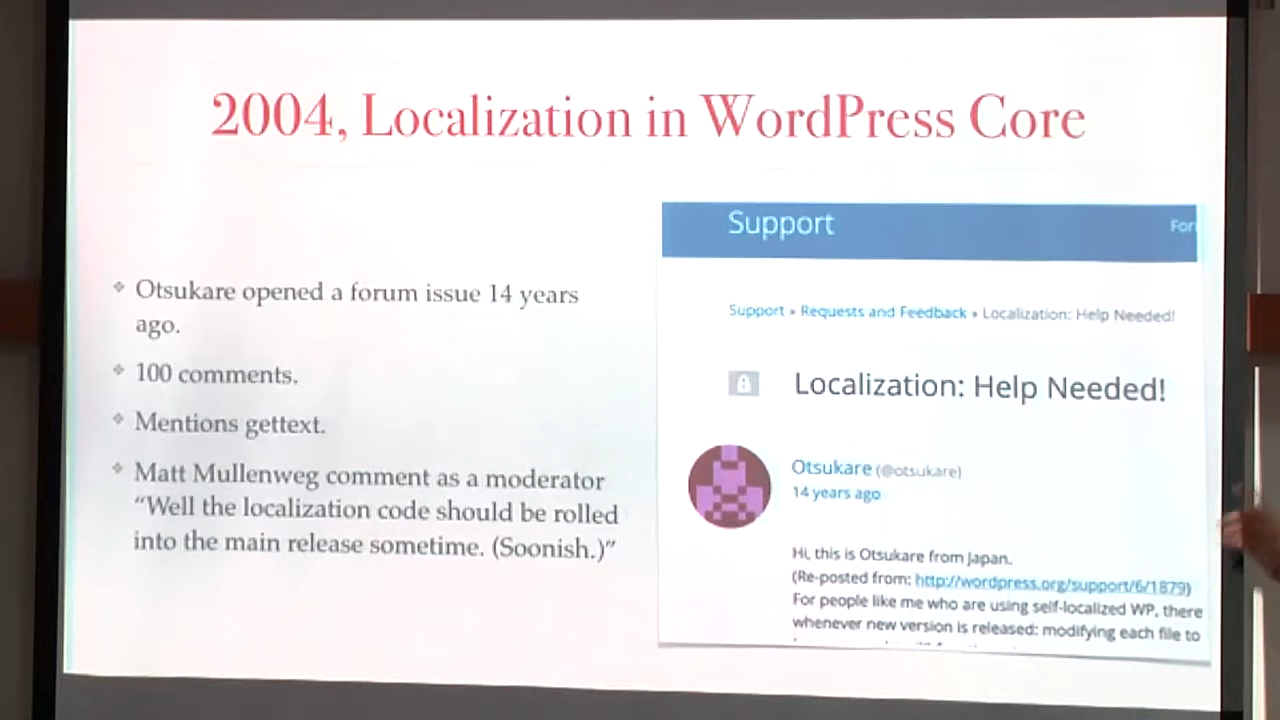 2004, Localization in WordPress Core
Otsukare opened a forum issue 14 years
ago.
100 comments.
Mentions gettext.
Matt Mullenweg comment as a moderator
“Well the localization code should be rolled
into the main release sometime. (Soonish.)”
Support
For
Support » Requests and Feedback » Localization: Help Needed!
Localization: Help Needed!
Otsukare (@otsukare)
14 years ago
Hi, this is Otsukare from Japan.
(Re-posted from: http://wordpress.org/support/6/1879)
For people like me who are using self-localized WP, there
whenever new version is released: modifying each file to